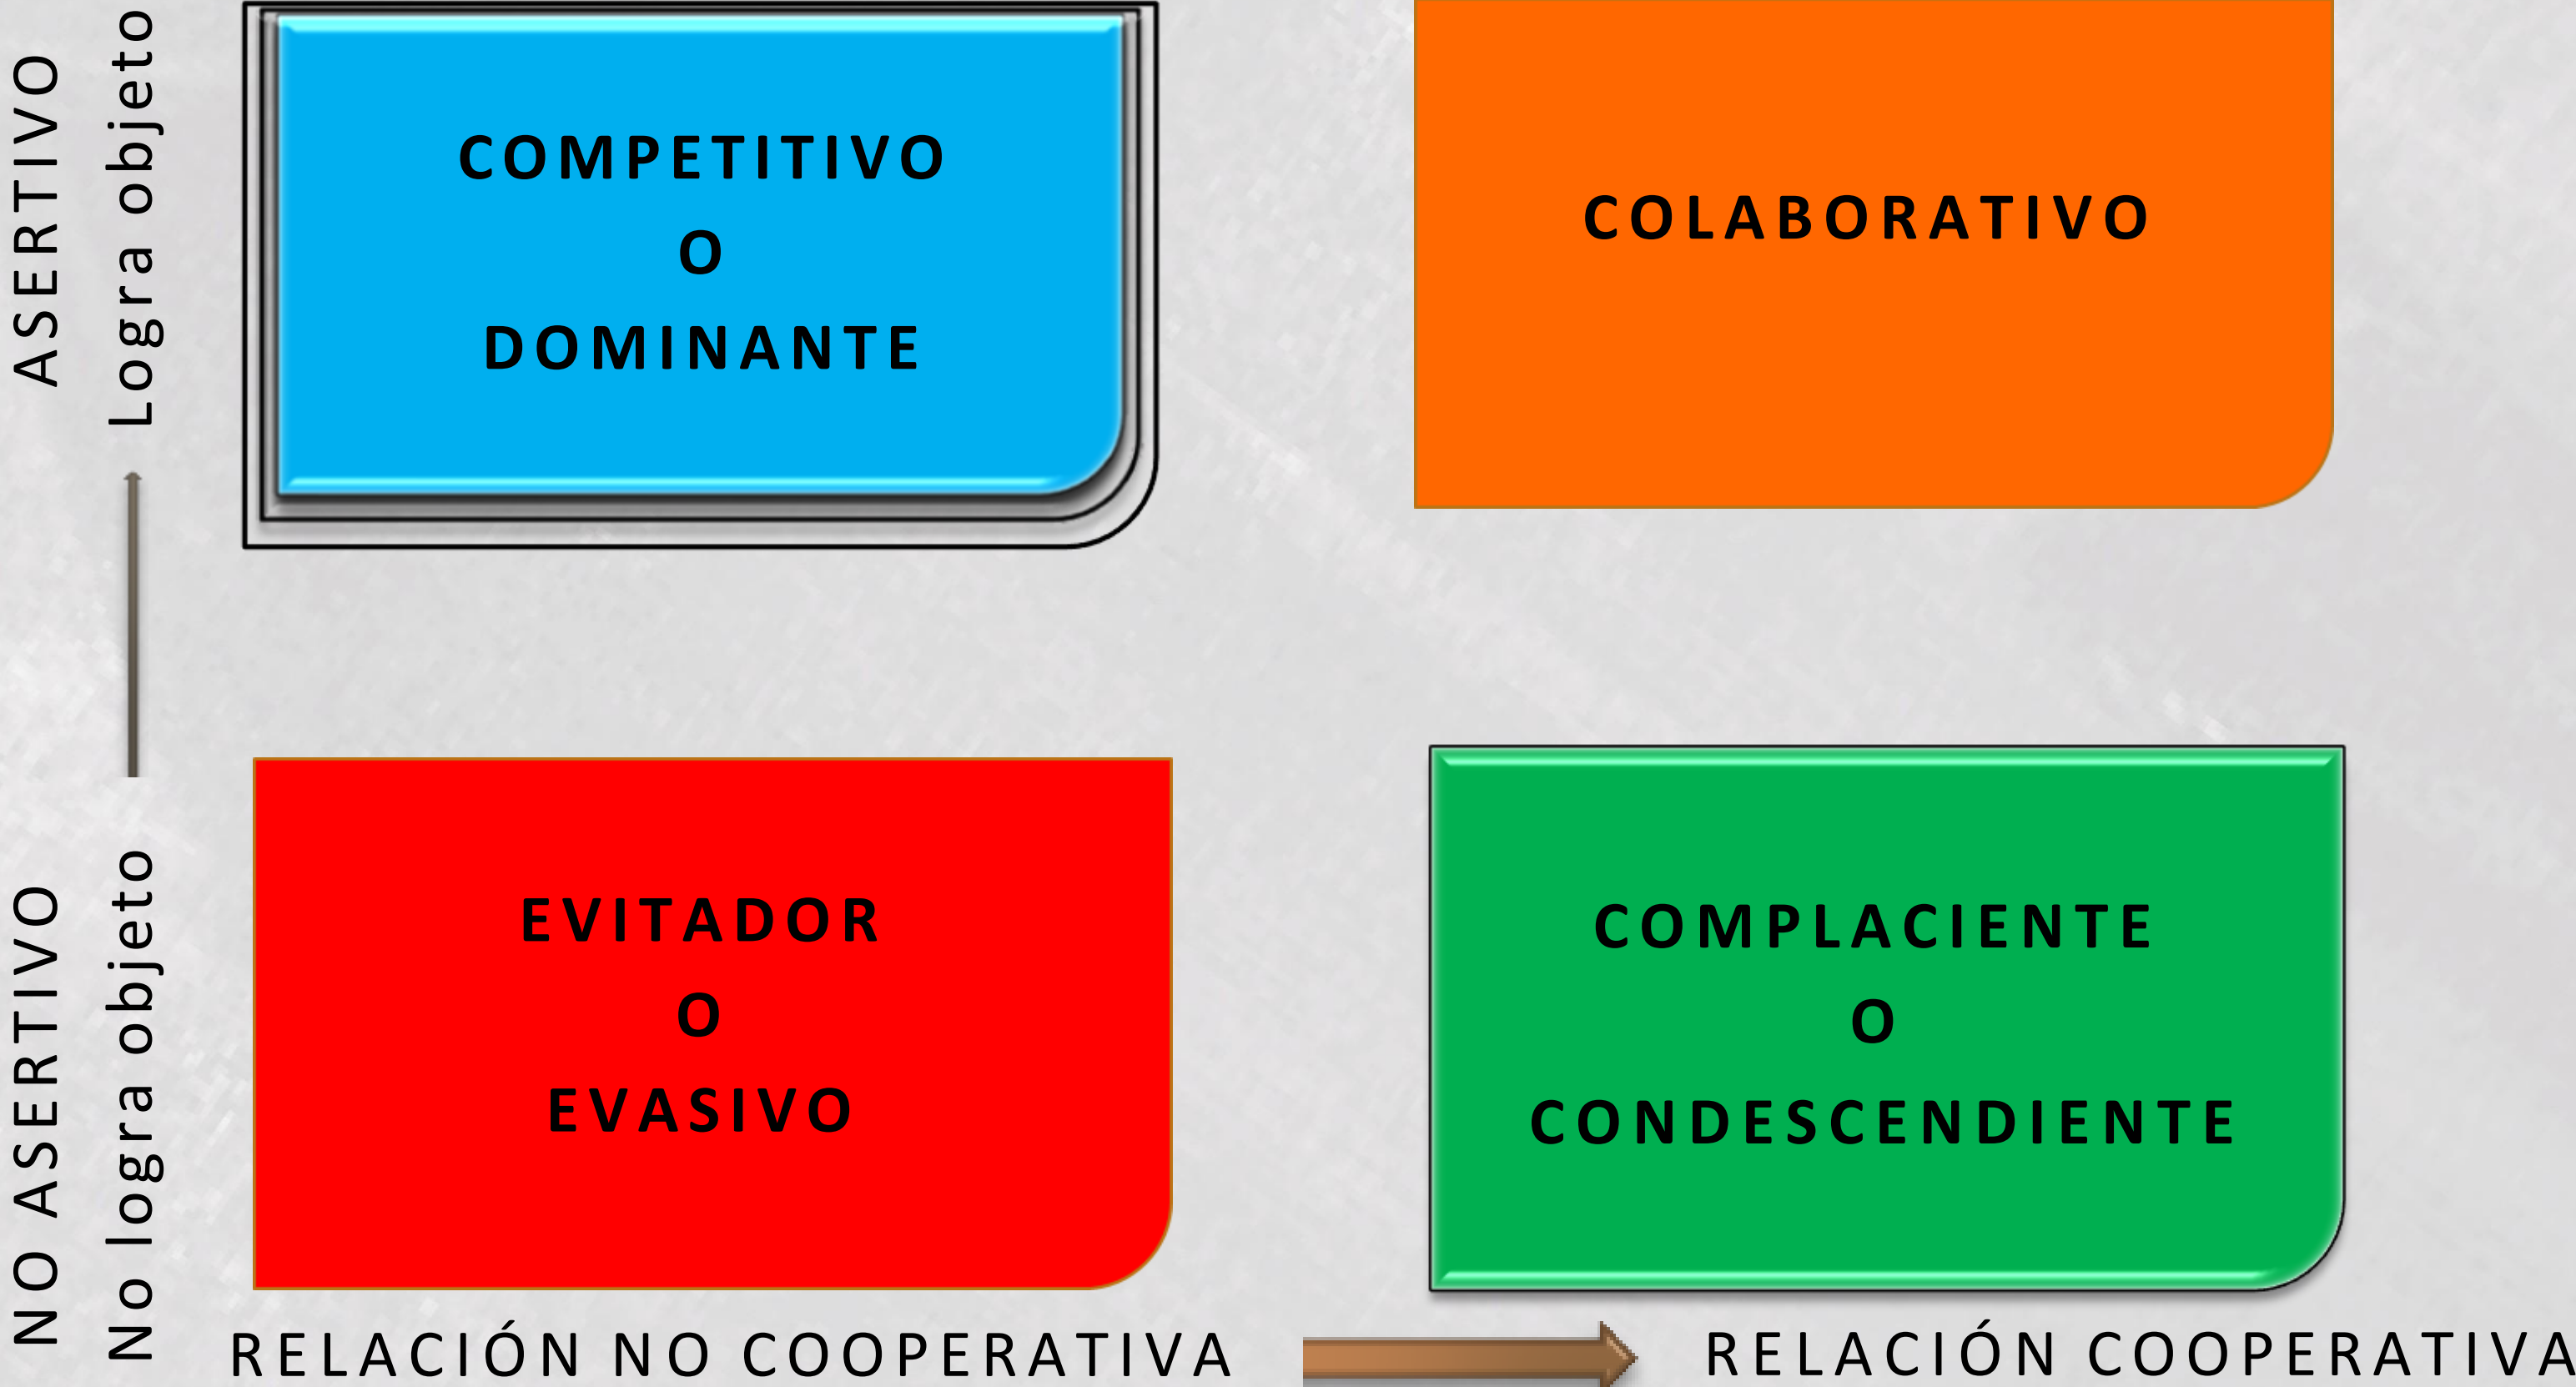 ASERTIVO
Logra objeto
COMPETITIVO
O
DOMINANTE
COLABORATIVO
NO ASERTIVO
No logra objeto
EVITADOR
O
EVASIVO
COMPLACIENTE
O
CONDESCENDIENTE
RELACIÓN NO COOPERATIVA
RELACIÓN COOPERATIVA